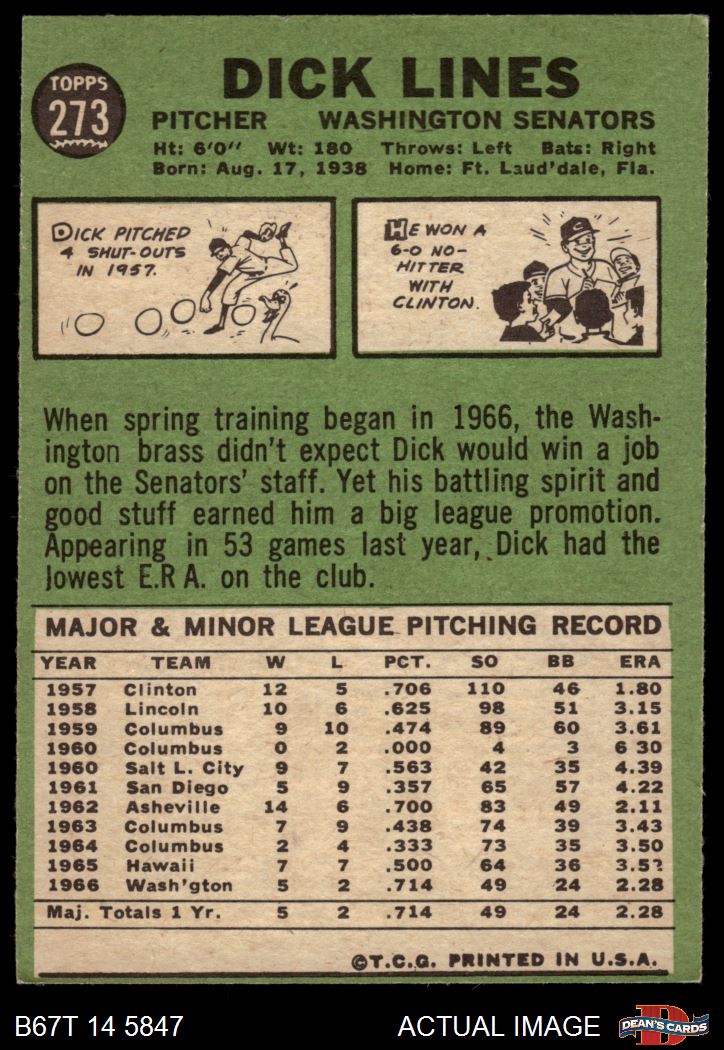 TOPPS
273
DICK LINES
PITCHER WASHINGTON SENATORS
Ht: 6'0" Wt: 180 Throws: Left Bats: Right
Born: Aug. 17, 1938 Home: Ft. Laud'dale, Fla.
DICK PITCHED
4 SHUT-OUTS
IN 1957.
HE WON A
6-0 NO-
HITTER
WITH
CLINTON.
When spring training began in 1966, the Wash-
ington brass didn't expect Dick would win a job
on the Senators' staff. Yet his battling spirit and
good stuff earned him a big league promotion.
Appearing in 53 games last year, Dick had the
lowest E.R A. on the club.
MAJOR & MINOR LEAGUE PITCHING RECORD
YEAR TEAM W L PCT. SO BB ERA
1957 Clinton 12 5 .706 110 46 1.80
1958 Lincoln 10 6 .625 98 51 3.15
1959 Columbus 9 10 .474 89 60 3.61
1960 Columbus 0 2 .000 4 3 6 30
1960 Salt L. City 9 7 .563 42 35 4.39
1961 San Diego 5 9 .357 65 57 4.22
1962 Asheville 14 6 .700 83 49 2.11
1963 Columbus 7 9 .438 74 39 3.43
1964 Columbus 2 4 .333 73 35 3.50
1965 Hawaii 7 7 .500 64 36
1966 Wash'gton 5 2 .714 49 24 2.28
Maj. Totals 1 Yr. 5 2 .714 49 24 2.28
©T.C.G. PRINTED IN U.S.A.
B67T 14 5847 ACTUAL IMAGE
D
DEAN'S CARDS